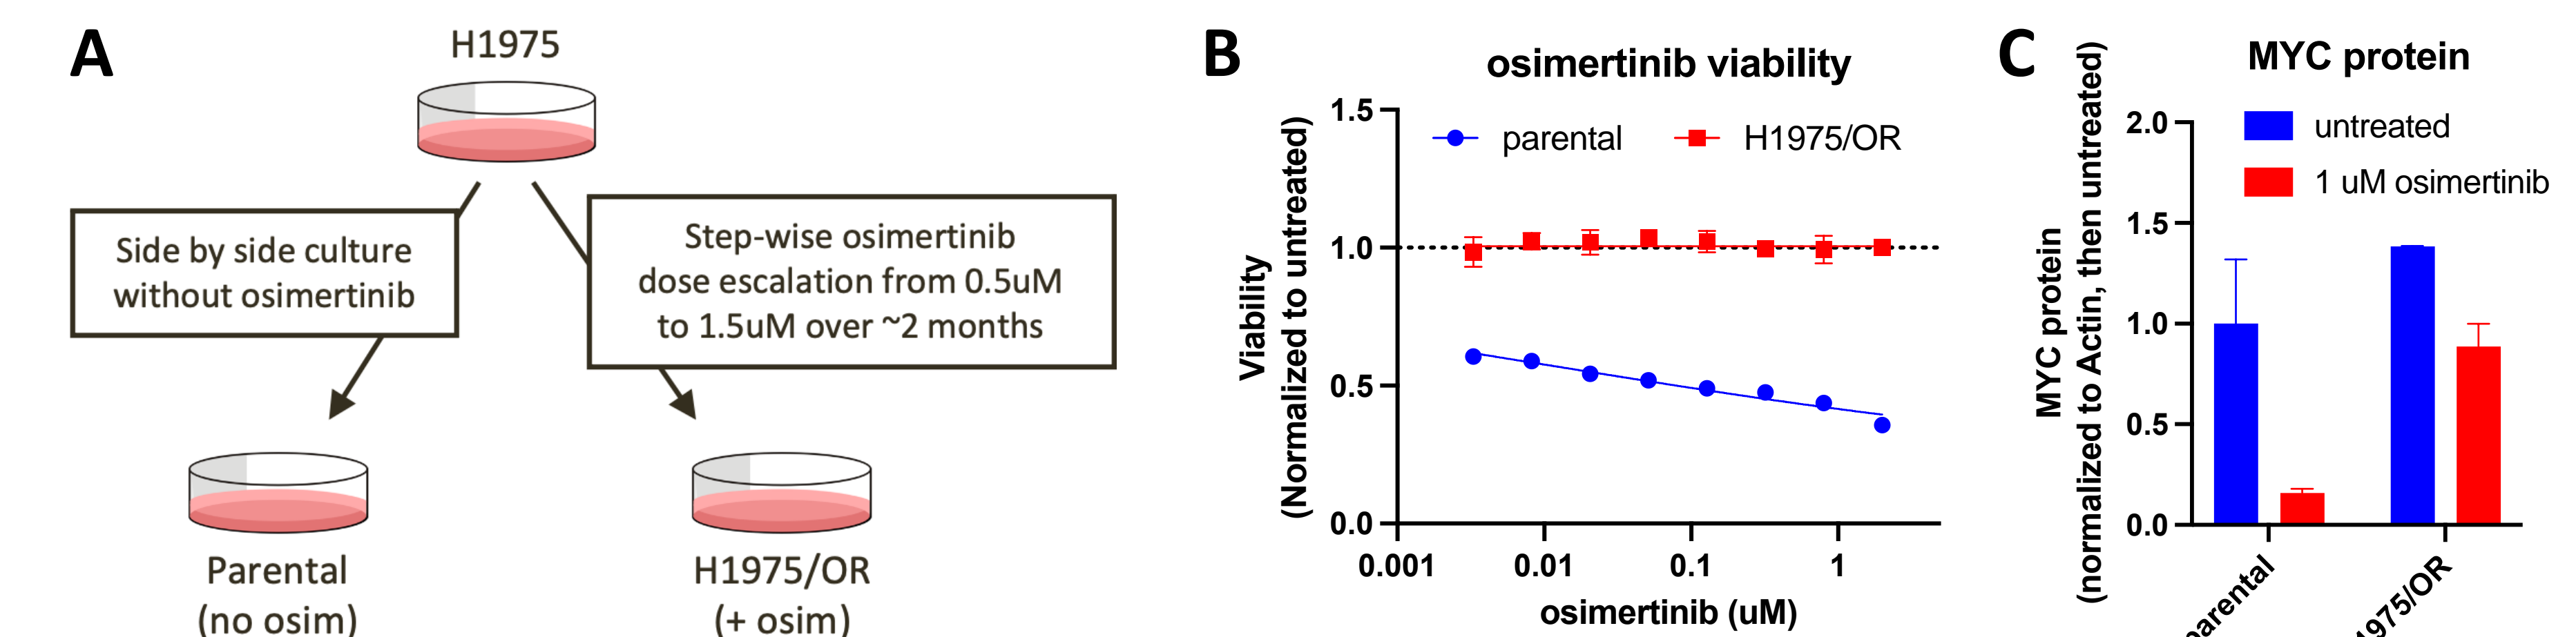 A
H1975
Side by side culture
without osimertinib
Step-wise osimertinib
dose escalation from 0.5uM
to 1.5uM over ~2 months
Parental
(no osim)
H1975/OR
(+ osim)
B
osimertinib viability
Viability
(Normalized to untreated)
1.5
1.0
0.5
0.0
parental
H1975/OR
0.001
0.01
0.1
1
osimertinib (uM)
C
MYC protein
MYC protein
(normalized to Actin, then untreated)
2.0
1.5
1.0
0.5
0.0
untreated
1 uM osimertinib
parental
1975/OR